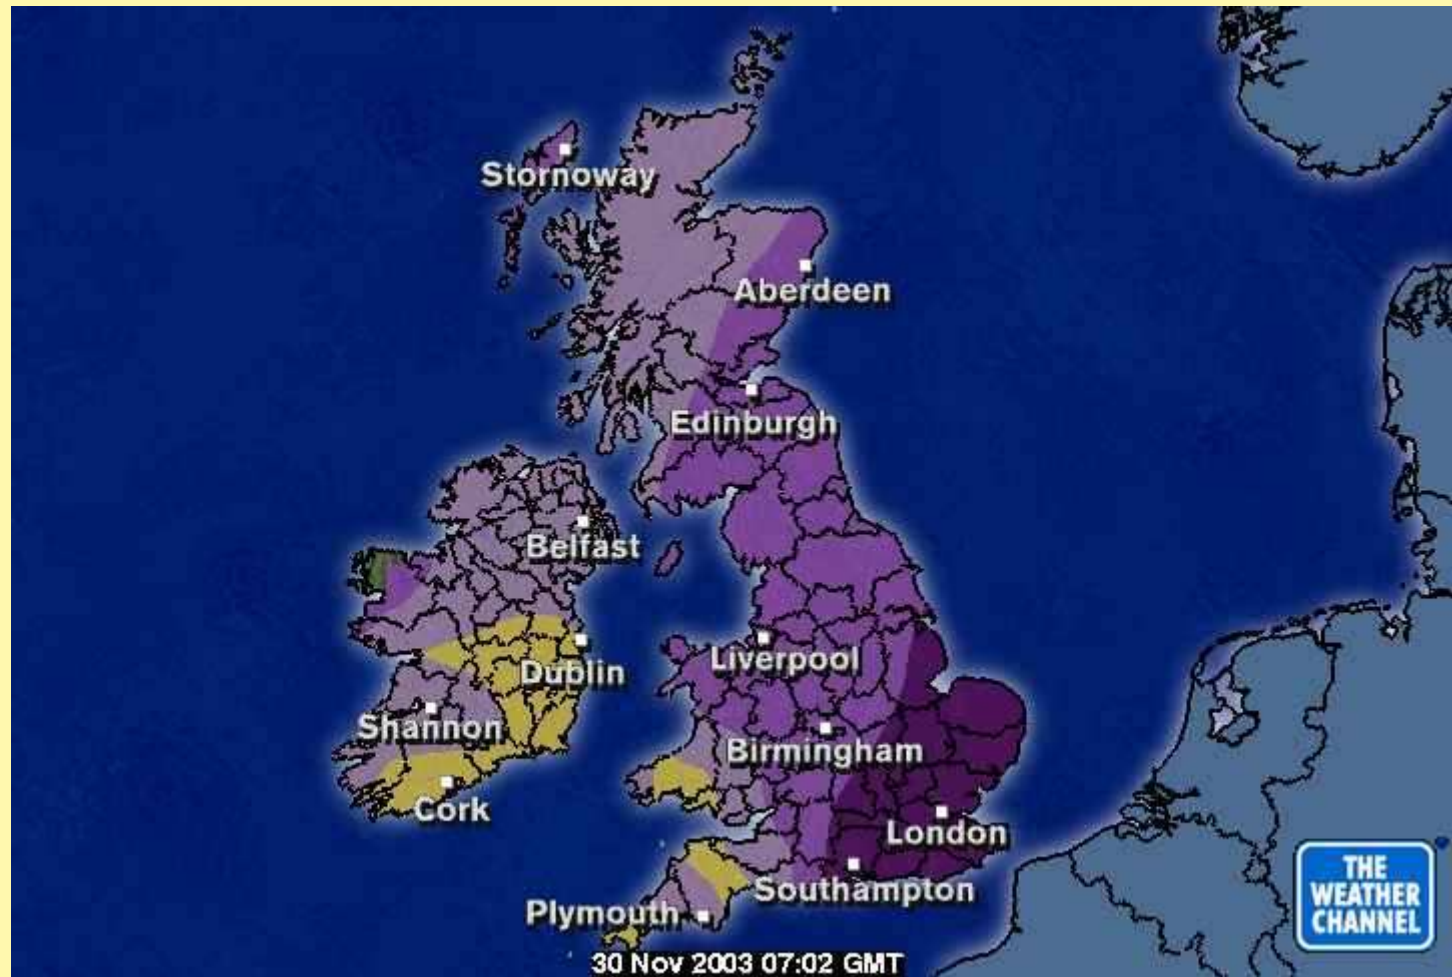 Stornoway
Aberdeen
Edinburgh
Belfast
Dublin
Liverpool
Shannon
Birmingham
Cork
London
Southampton
Plymouth
THE
WEATHER
CHANNEL
30 Nov 2003 07:02 GMT